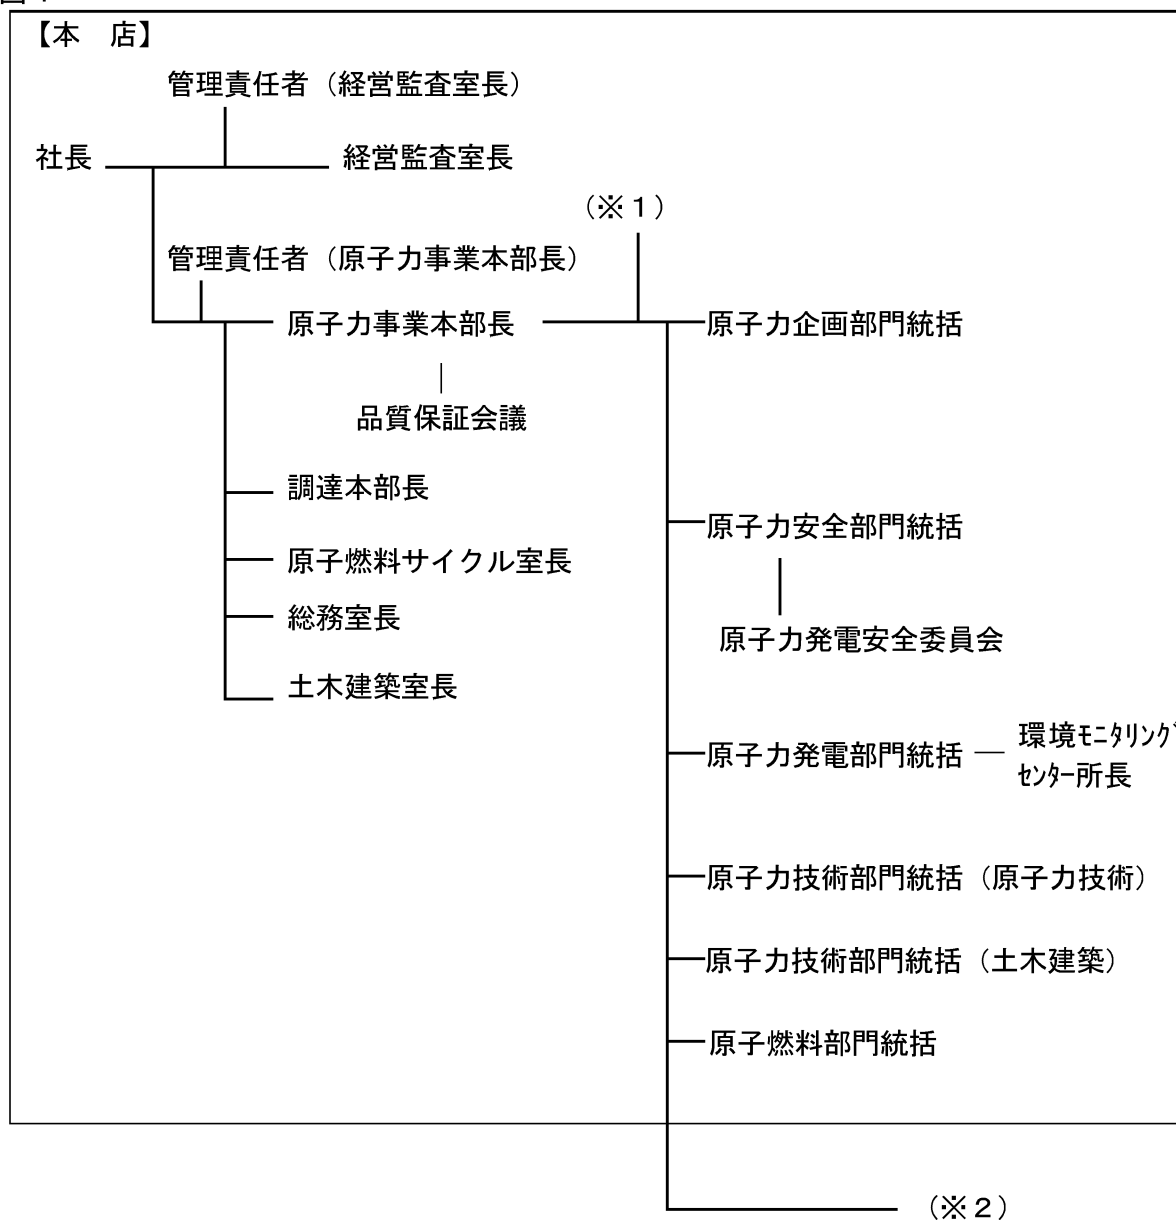 【本　店】
管理責任者（経営監査室長）
社長
経営監査室長
（※１）
管理責任者（原子力事業本部長）
原子力事業本部長
原子力企画部門統括
品質保証会議
調達本部長
原子力安全部門統括
原子燃料サイクル室長
総務室長
原子力発電安全委員会
土木建築室長
原子力発電部門統括
環境ﾓﾆﾀﾘﾝｸﾞ
ｾﾝﾀｰ所長
原子力技術部門統括（原子力技術）
原子力技術部門統括（土木建築）
原子燃料部門統括
（※２）